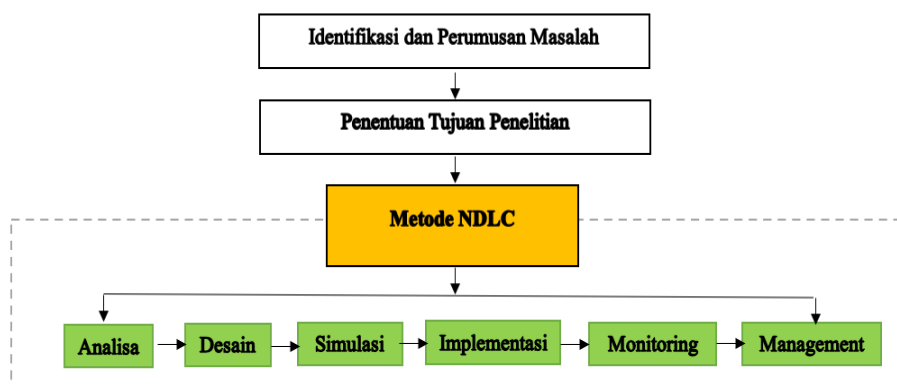 Identifikasi dan Perumusan Masalah
Penentuan Tujuan Penelitian
Metode NDLC
Analisa
Desain
Simulasi
Implementasi
Monitoring
Management